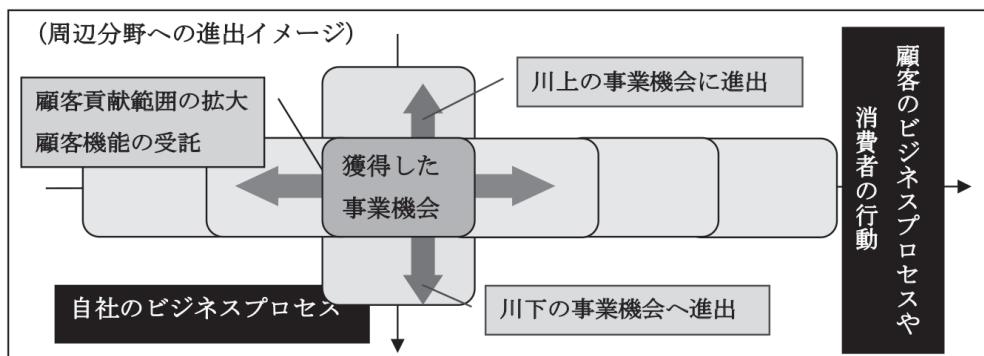 (周辺分野への進出イメージ)
顧客貢献範囲の拡大
顧客機能の受託
川上の事業機会に進出
獲得した
事業機会
自社のビジネスプロセス
川下の事業機会へ進出
顧客のビジネスプロセスや
消費者の行動